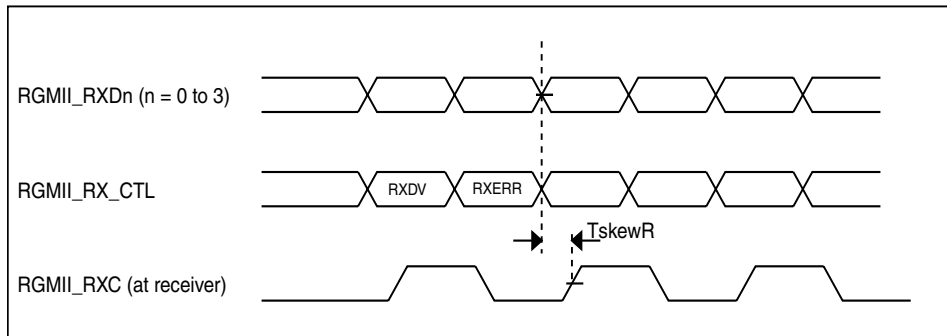 RGMII_RXDn (n = 0 to 3)
RGMII_RX_CTL
RXDV
RXERR
TskewR
RGMII_RXC (at receiver)